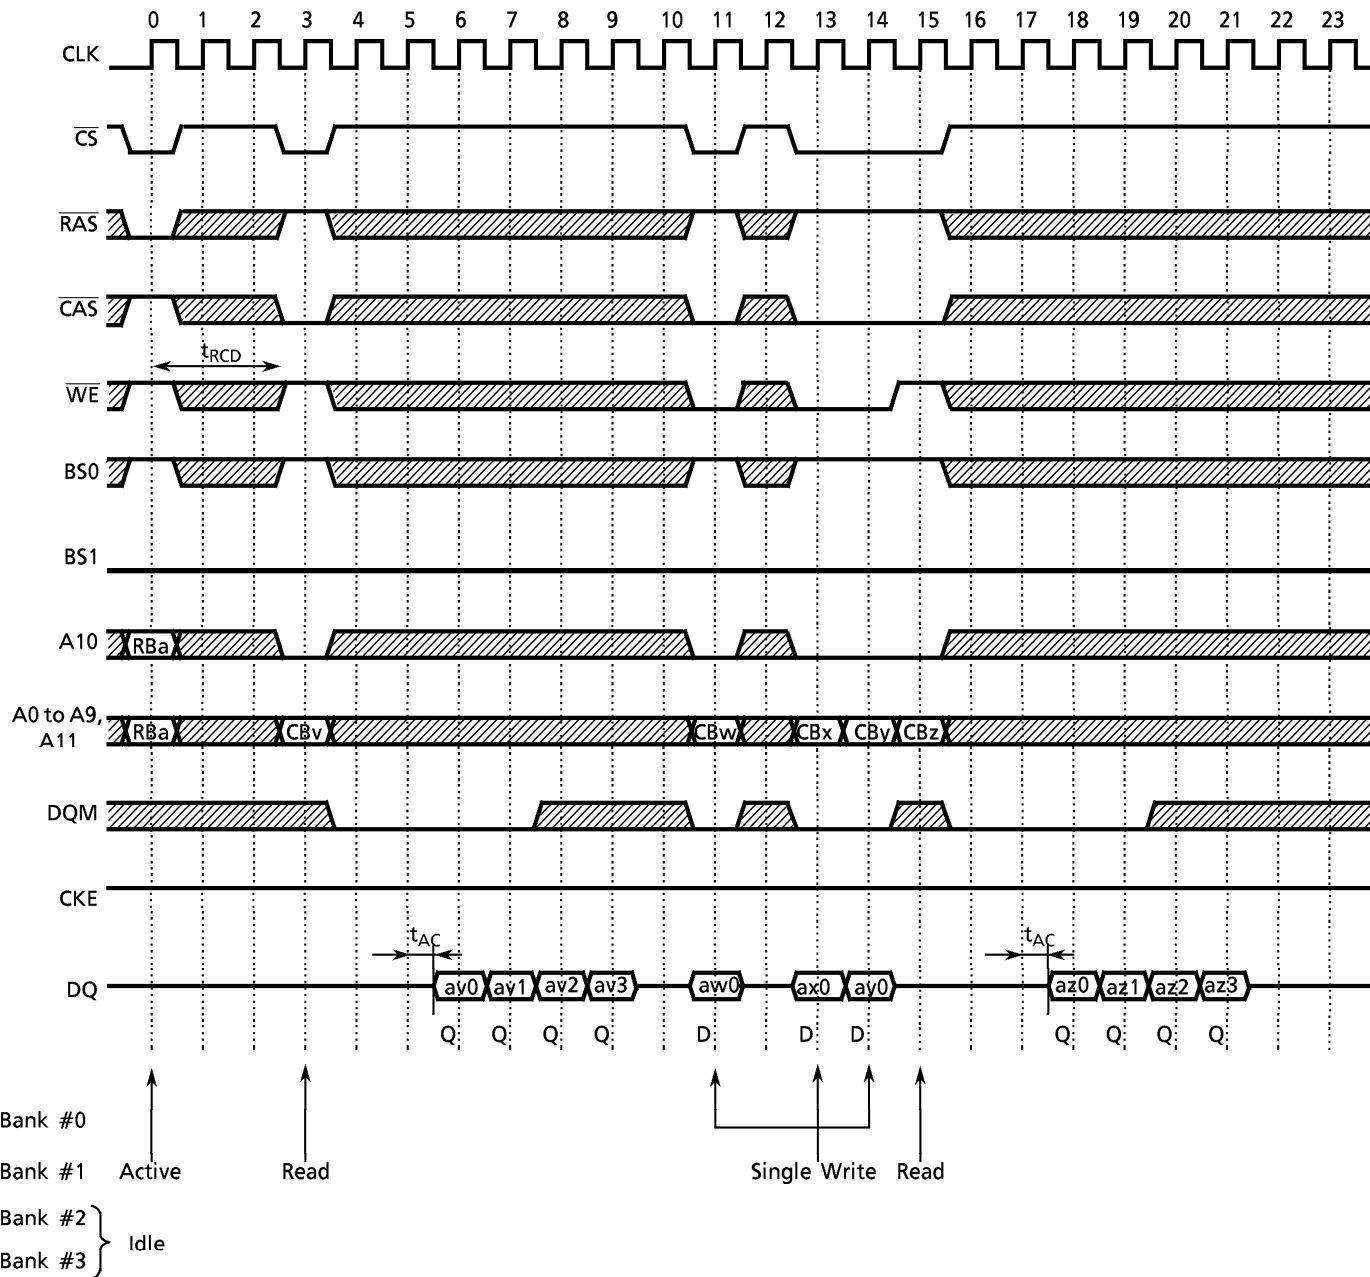 0 1 2 3 4 5 6 7 8 9 10 11 12 13 14 15 16 17 18 19 20 21 22 23
CLK
CS
RAS
CAS
tRCD
WE
BS0
BS1
A10 RBa
A0 to A9,
A11
RBa CBv CBw CBx CBy CBz
DQM
CKE
tAC tAC
DQ av0 av1 av2 av3 aw0 ax0 ay0 az0 az1 az2 az3
Q Q Q Q D D D Q Q Q Q
Bank #0
Bank #1 Active Read Single Write Read
Bank #2
Idle
Bank #3